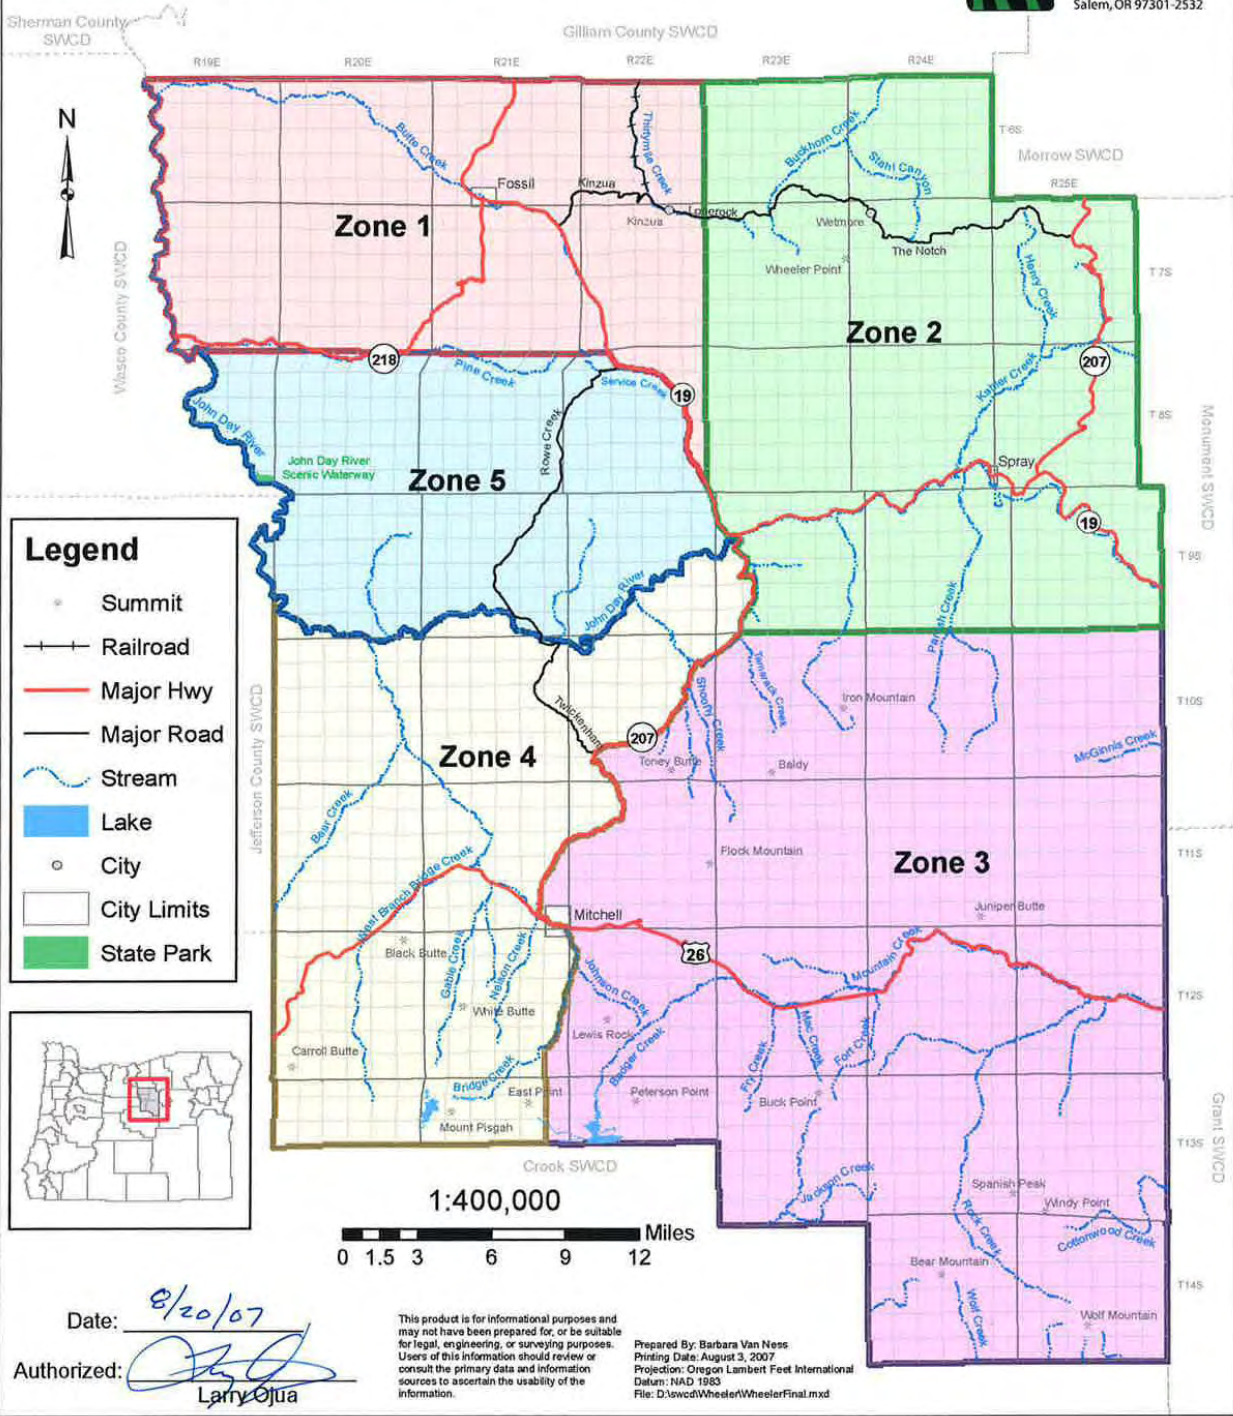 Salem, OR 97301-2532
Sherman County
SWCD
Gilliam County SWCD
R19E
R20E
R21E
R22E
R23E
R24E
N
T 6S
Morrow SWCD
R25E
Butte Creek
Thirtymile Creek
Buckhorn Creek
Stahl Canyon
Fossil
Kinzua
Kinzua
Lonerock
Wetmore
The Notch
Wheeler Point
Henry Creek
Zone 1
Zone 2
Wasco County SWCD
T 7S
218
Pine Creek
Service Creek
19
207
Kahler Creek
T 8S
John Day River
John Day River
Scenic Waterway
Rowe Creek
Zone 5
Spray
Monument SWCD
19
T 9S
John Day River
Parrish Creek
Legend
Summit
Railroad
Major Hwy
Major Road
Stream
Lake
City
City Limits
State Park
Jefferson County SWCD
Tamarack Creek
Shoofly Creek
Iron Mountain
T10S
Twickenham
207
Zone 4
Toney Butte
Baldy
McGinnis Creek
Bear Creek
Flock Mountain
Zone 3
T11S
West Branch Bridge Creek
Mitchell
Juniper Butte
Black Butte
Gable Creek
Nelson Creek
26
Mountain Creek
Johnson Creek
T12S
White Butte
Lewis Rock
Badger Creek
Mac Creek
Fort Creek
Fry Creek
Carroll Butte
Bridge Creek
East Point
Peterson Point
Buck Point
Mount Pisgah
Grant SWCD
T13S
Crook SWCD
Jackson Creek
Spanish Peak
Windy Point
Rock Creek
Cottonwood Creek
1:400,000
Miles
0 1.5 3 6 9 12
Bear Mountain
T14S
Wolf Creek
Wolf Mountain
Date: 8/20/07
Authorized:
Larry Ojua
This product is for informational purposes and
may not have been prepared for, or be suitable
for legal, engineering, or surveying purposes.
Users of this information should review or
consult the primary data and information
sources to ascertain the usability of the
information.
Prepared By: Barbara Van Ness
Printing Date: August 3, 2007
Projection: Oregon Lambert Feet International
Datum: NAD 1983
File: D:\swcd\Wheeler\WheelerFinal.mxd